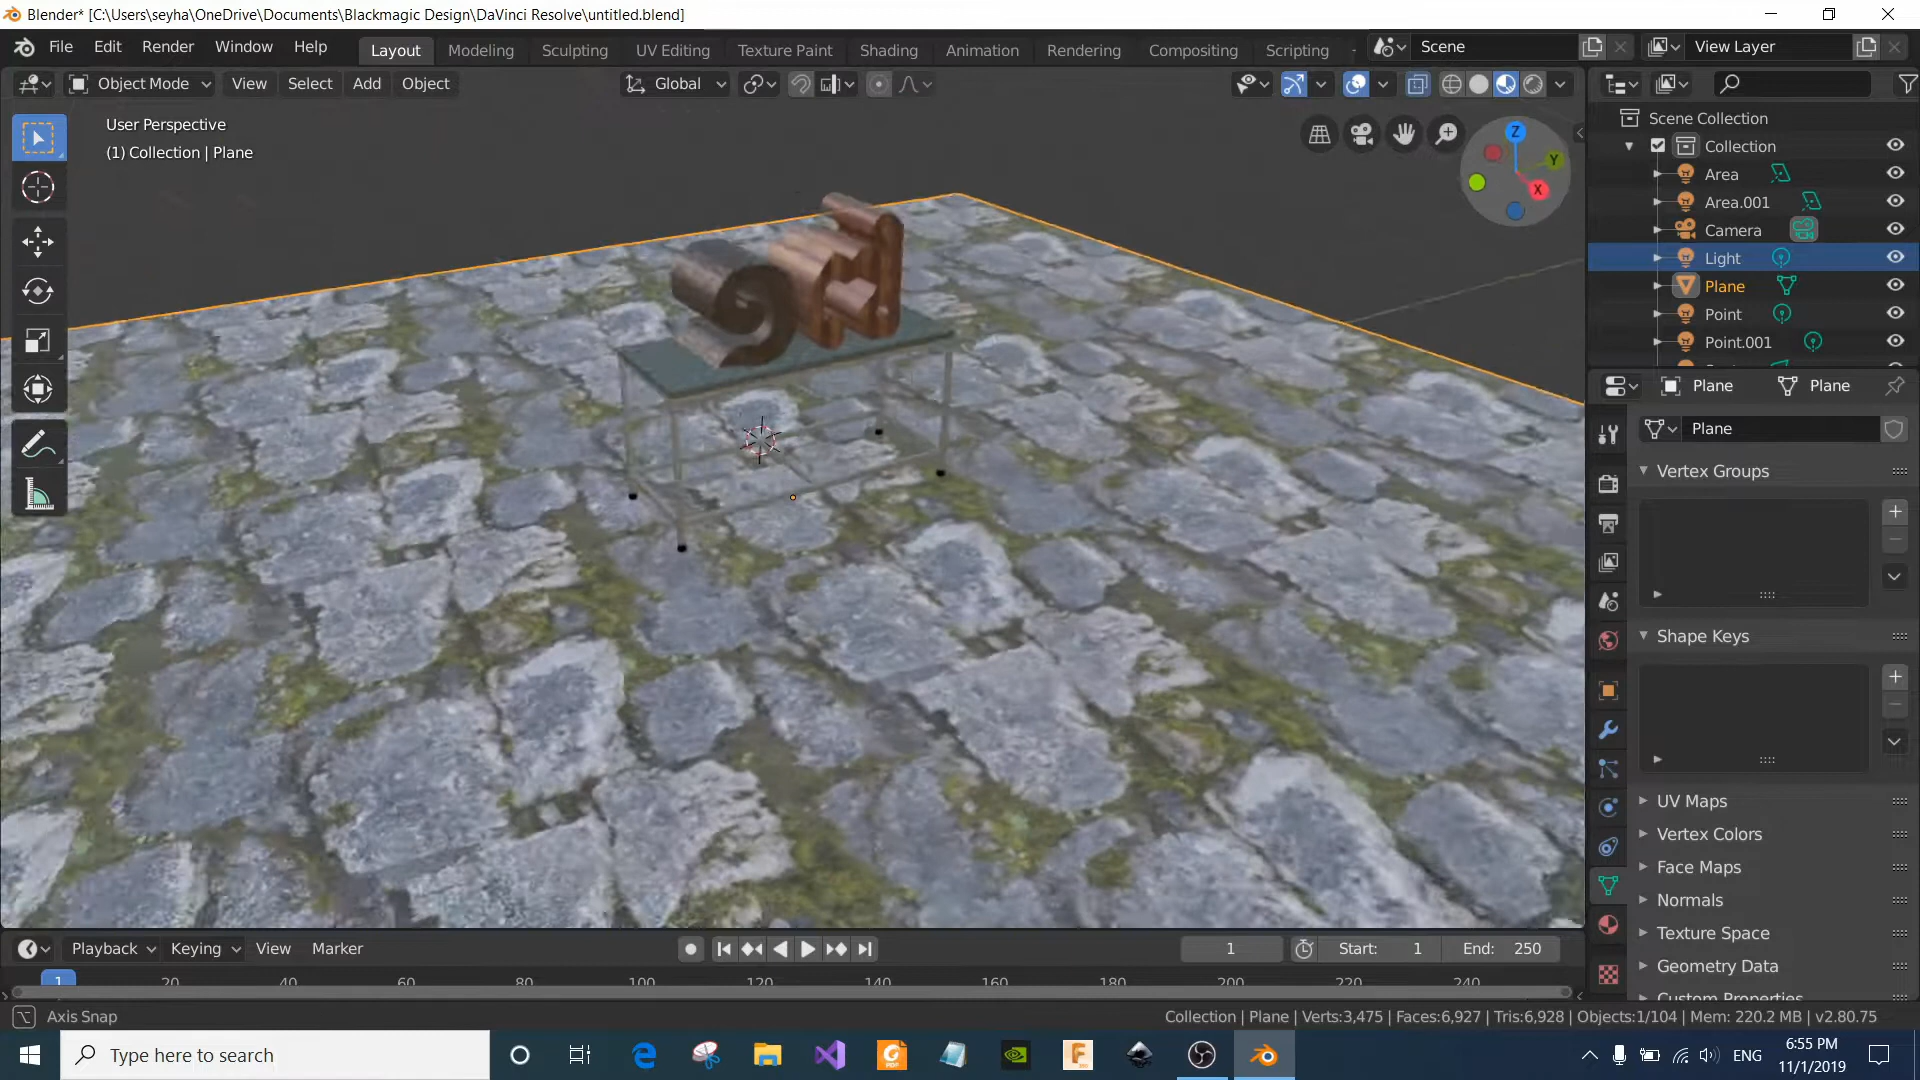 Blender* [C:\Users\seyha\OneDrive\Documents\Blackmagic Design\DaVinci Resolve\untitled.blend]
File Edit Render Window Help Layout Modeling Sculpting UV Editing Texture Paint Shading Animation Rendering Compositing Scripting Scene View Layer
Object Mode View Select Add Object Global
User Perspective
(1) Collection | Plane
Z
Y
X
Scene Collection
Collection
Area
Area.001
Camera
Light
Plane
Point
Point.001
Plane Plane
Plane
Vertex Groups
Shape Keys
UV Maps
Vertex Colors
Face Maps
Normals
Texture Space
Geometry Data
Custom Properties
Playback Keying View Marker 1 Start: 1 End: 250
1 20 40 60 80 100 120 140 160 180 200 220 240
Axis Snap Collection | Plane | Verts:3,475 | Faces:6,927 | Tris:6,928 | Objects:1/104 | Mem: 220.2 MB | v2.80.75
Type here to search ENG 6:55 PM
11/1/2019